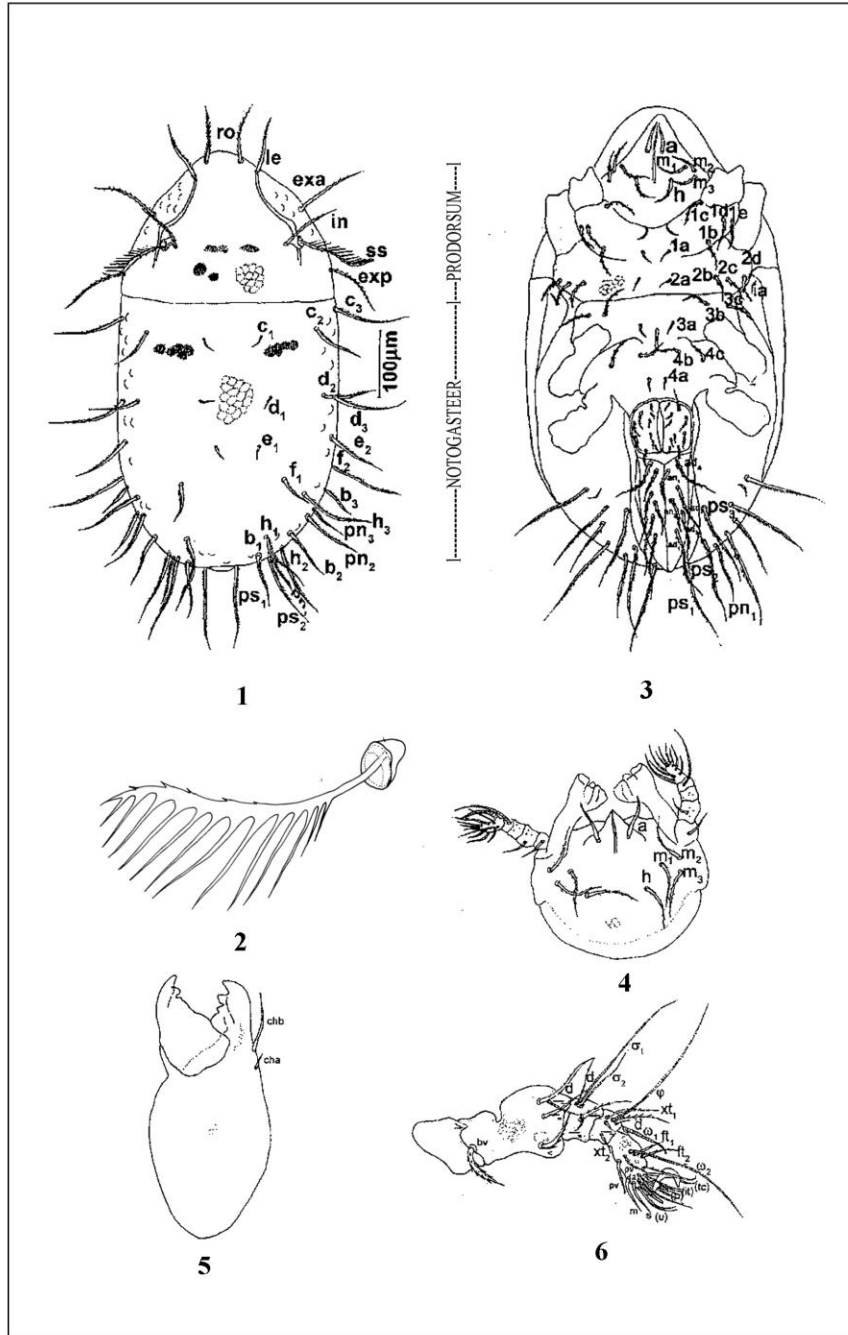 ro
le
exa
in
ss
exp
c₃
c₂
c₁
100µm
d₂
d₁
d₃
e₁
e₂
f₂
f₁
b₃
h₃
pn₃
pn₂
h₁
b₁
h₂
b₂
ps₁
ps₂
1
I------NOTOGASTEER------I----PRODORSUM----I
a
m₁ m₂
m₃
h
1c 1d 1e
1b
1a
2d
2c
2b
2a
3c
3b
3a
4b 4c
4a
ps₃
ps₂
ps₁ pn₁
3
2
a
m₁ m₂
m₃
h
4
chb
cha
5
σ₁
d d
σ₂
φ
xt₁
d
ω₁ ft₁
ft₂
xt₂
ω₂
bv
pv
pv
(it) (tc)
(p)
m s (u)
6